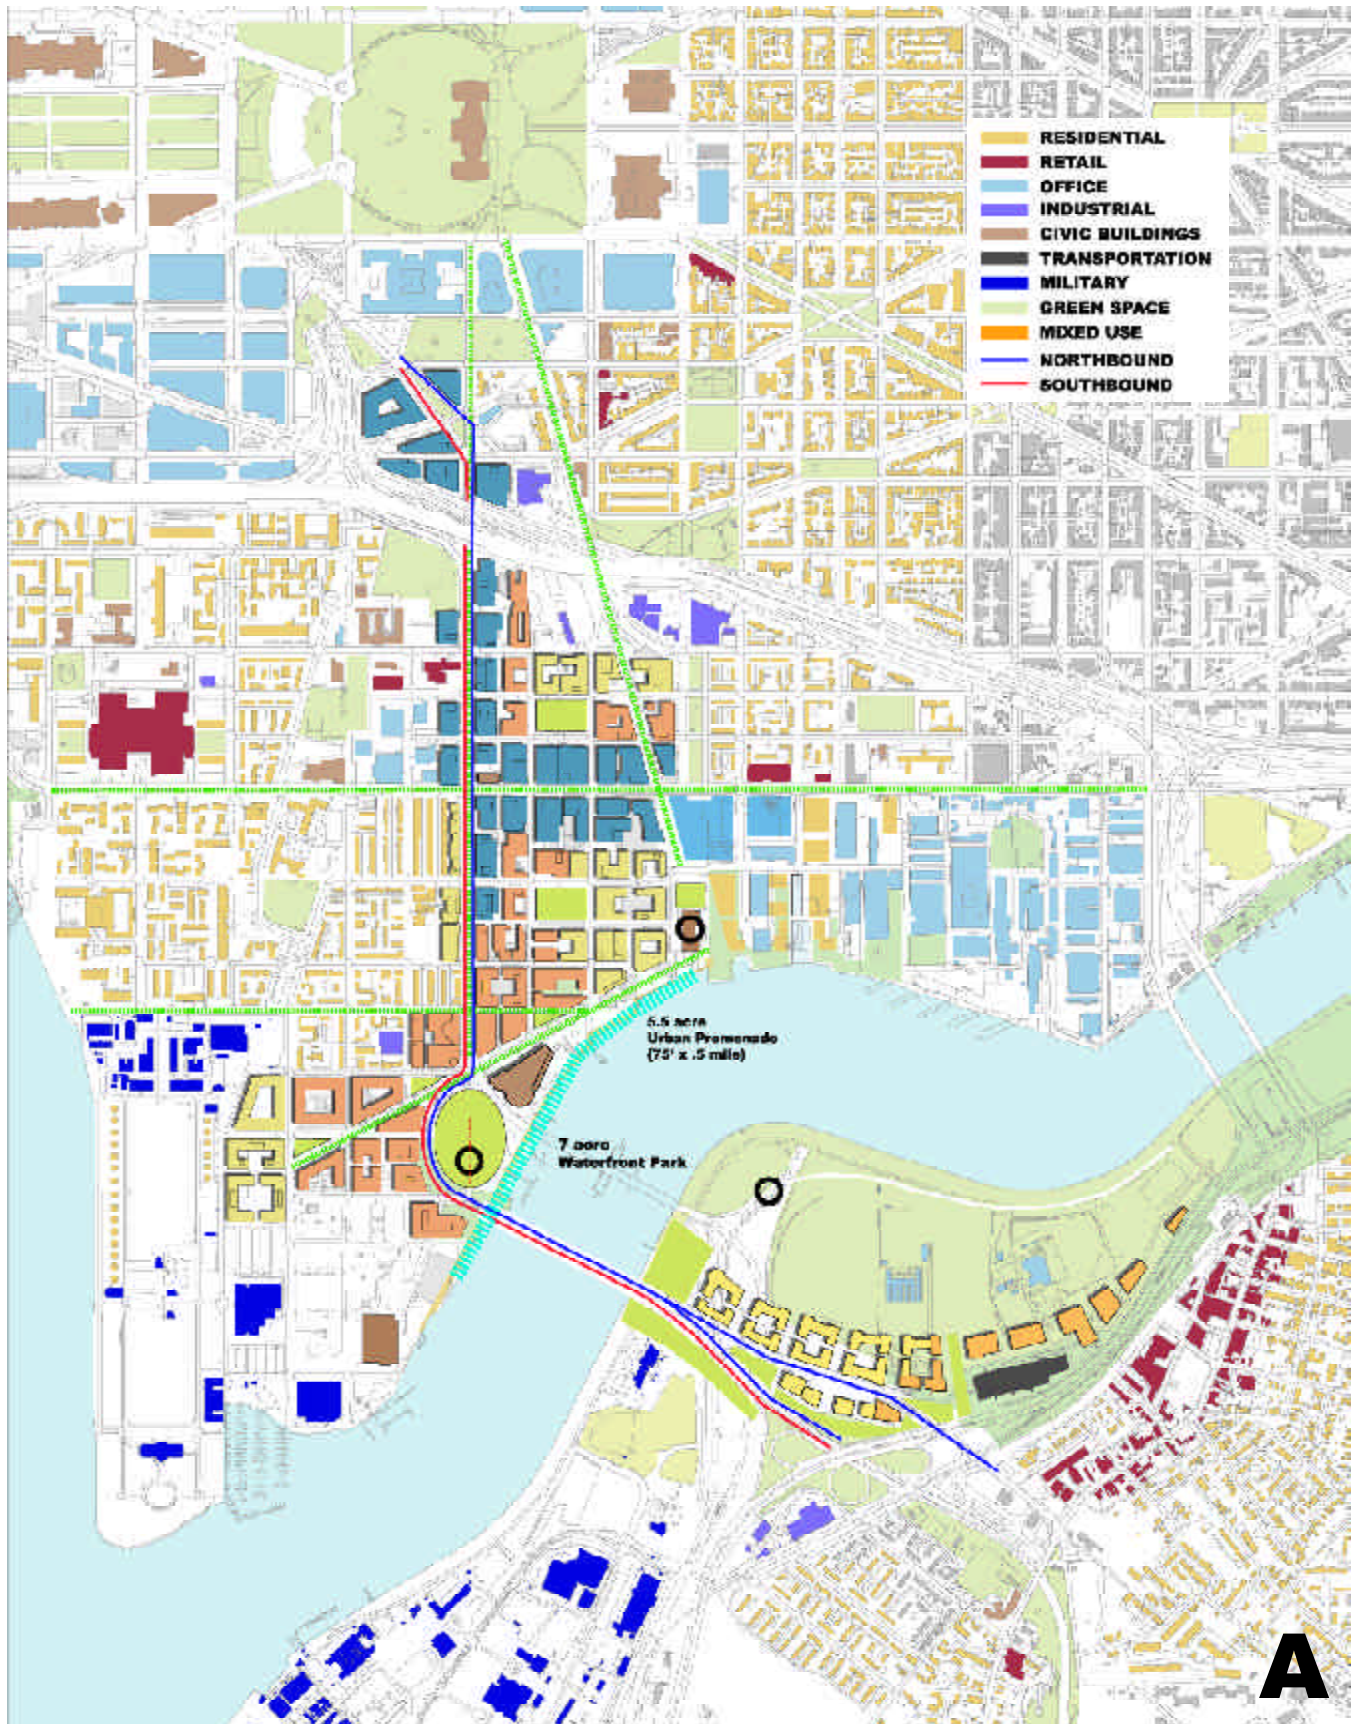 RESIDENTIAL
RETAIL
OFFICE
INDUSTRIAL
CIVIC BUILDINGS
TRANSPORTATION
MILITARY
GREEN SPACE
MIXED USE
NORTHBOUND
SOUTHBOUND
5.5 acre
Urban Promenade
(75' x .5 mile)
7 acre
Waterfront Park
A